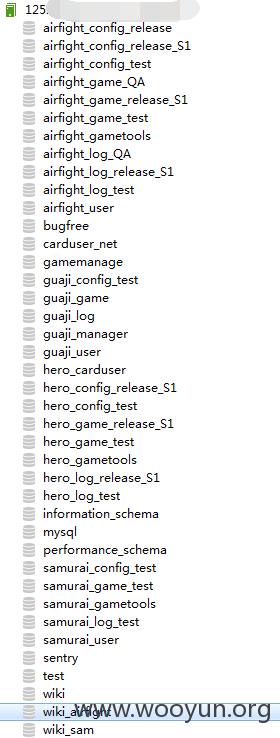 125.
airfight_config_release
airfight_config_release_S1
airfight_config_test
airfight_game_QA
airfight_game_release_S1
airfight_game_test
airfight_gametools
airfight_log_QA
airfight_log_release_S1
airfight_log_test
airfight_user
bugfree
carduser_net
gamemanage
guaji_config_test
guaji_game
guaji_log
guaji_manager
guaji_user
hero_carduser
hero_config_release_S1
hero_config_test
hero_game_release_S1
hero_game_test
hero_gametools
hero_log_release_S1
hero_log_test
information_schema
mysql
performance_schema
samurai_config_test
samurai_game_test
samurai_gametools
samurai_log_test
samurai_user
sentry
test
wiki
wiki_airfight
www.wooyun.org
wiki_sam